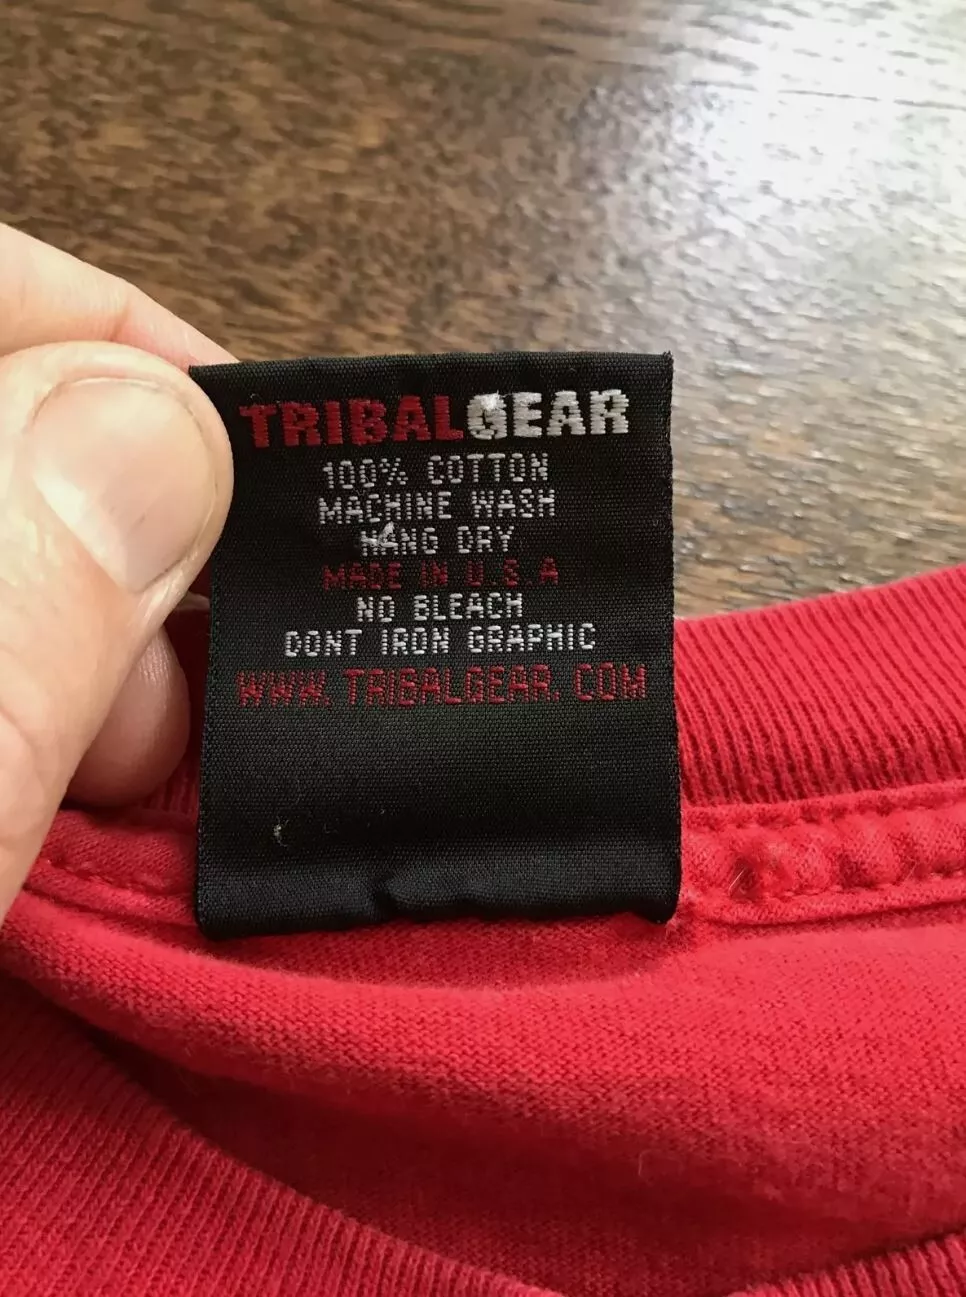 TRIBALGEAR
100% COTTON
MACHINE WASH
HANG DRY
MADE IN U.S.A
NO BLEACH
DONT IRON GRAPHIC
WWW.TRIBALGEAR.COM